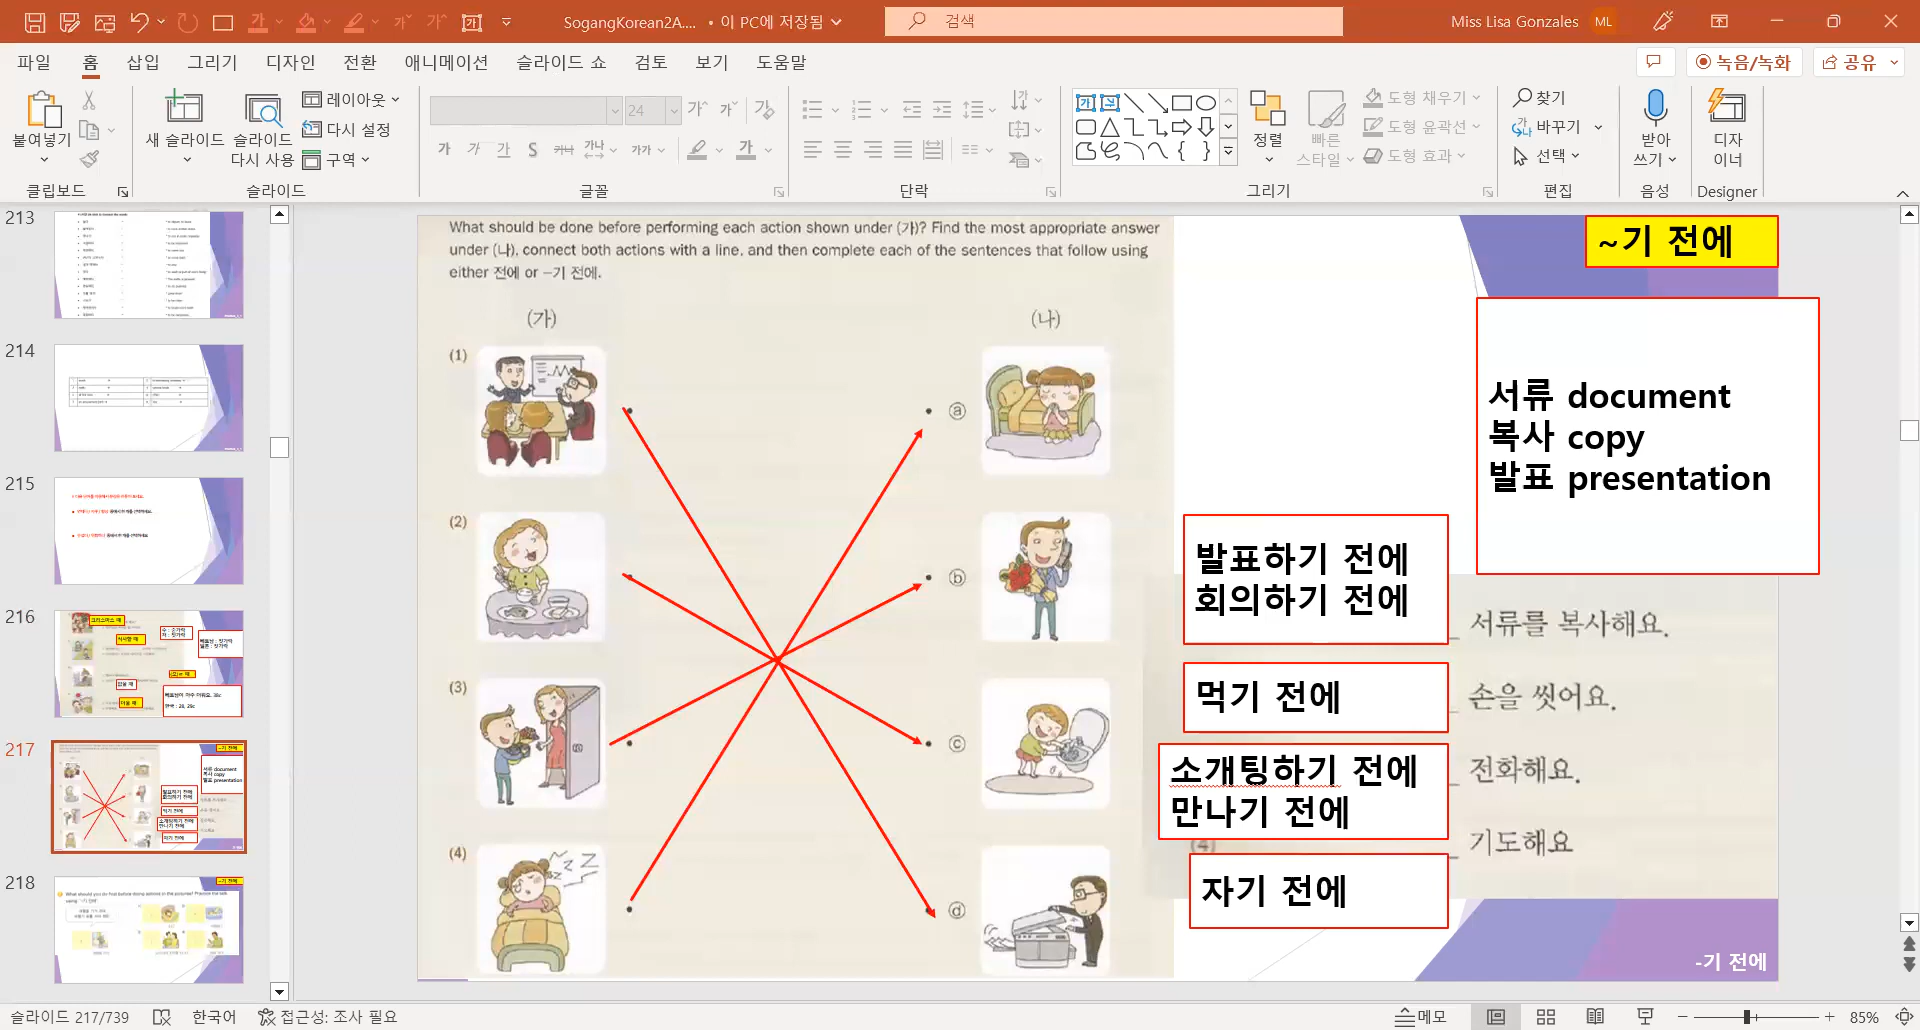 SogangKorean2A....
• 이 PC에 저장됨
검색
Miss Lisa Gonzales
ML
파일
홈
삽입
그리기
디자인
전환
애니메이션
슬라이드 쇼
검토
보기
도움말
녹음/녹화
공유
붙여넣기
클립보드
새 슬라이드
슬라이드
다시 사용
레이아웃
다시 설정
구역
슬라이드
24
글꼴
단락
정렬
빠른
스타일
도형 채우기
도형 윤곽선
도형 효과
그리기
찾기
바꾸기
선택
편집
받아
쓰기
음성
디자
이너
Designer
213
214
215
216
217
218
What should be done before performing each action shown under (가)? Find the most appropriate answer
under (나), connect both actions with a line, and then complete each of the sentences that follow using
either 전에 or –기 전에.
(가)
(나)
(1)
ⓐ
(2)
ⓑ
(3)
ⓒ
(4)
ⓓ
~기 전에
서류 document
복사 copy
발표 presentation
발표하기 전에
회의하기 전에
서류를 복사해요.
먹기 전에
손을 씻어요.
소개팅하기 전에
만나기 전에
전화해요.
(4)
자기 전에
기도해요
-기 전에
슬라이드 217/739
한국어
접근성: 조사 필요
메모
85%